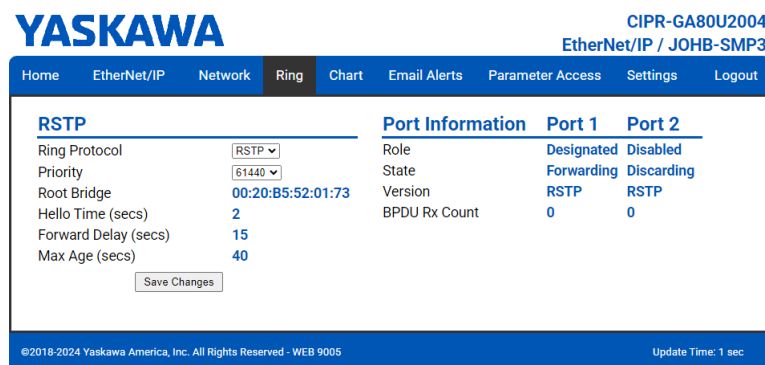 YASKAWA
CIPR-GA80U2004
EtherNet/IP / JOHB-SMP3
Home EtherNet/IP Network Ring Chart Email Alerts Parameter Access Settings Logout
RSTP
Ring Protocol RSTP
Priority 61440
Root Bridge 00:20:B5:52:01:73
Hello Time (secs) 2
Forward Delay (secs) 15
Max Age (secs) 40
Save Changes
Port Information Port 1 Port 2
Role Designated Disabled
State Forwarding Discarding
Version RSTP RSTP
BPDU Rx Count 0 0
©2018-2024 Yaskawa America, Inc. All Rights Reserved - WEB 9005 Update Time: 1 sec